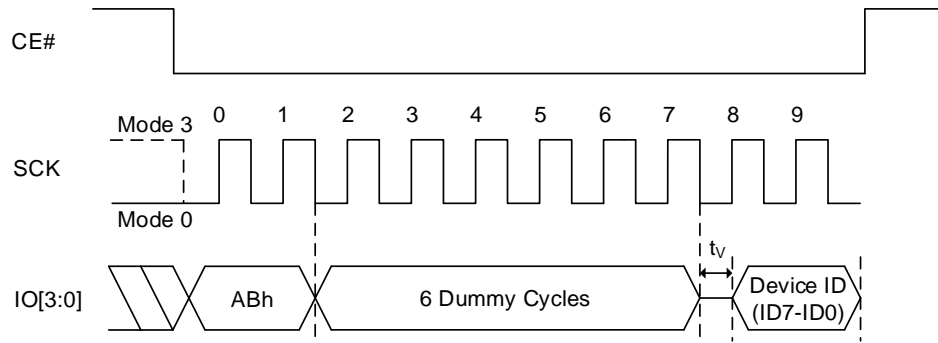 CE#
0 1 2 3 4 5 6 7 8 9
Mode 3
SCK
Mode 0
tV
IO[3:0]
ABh
6 Dummy Cycles
Device ID
(ID7-ID0)